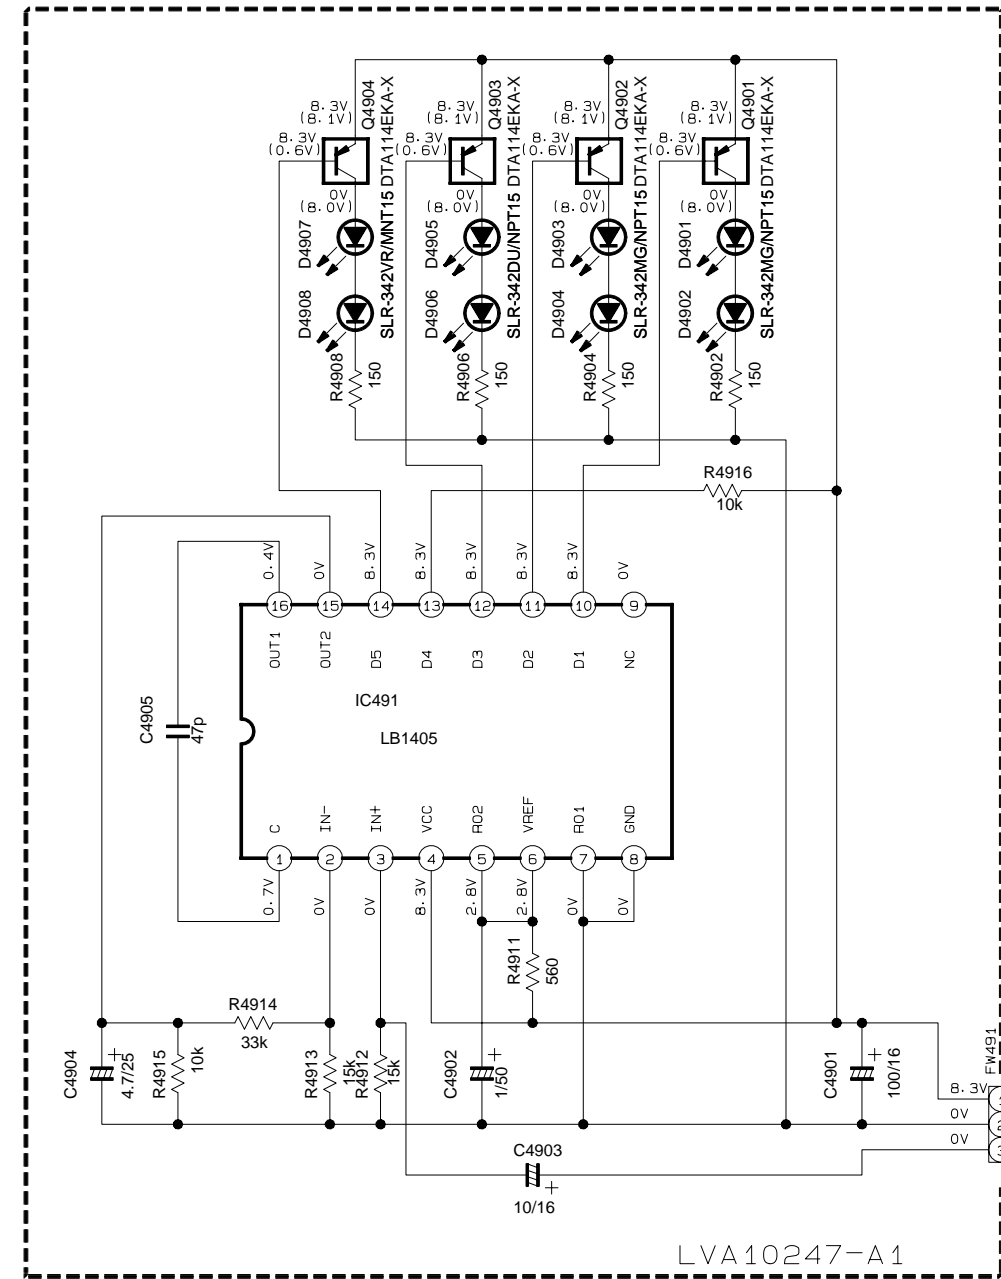 Q4904
Q4903
Q4902
Q4901
8.3V
(8.1V)
8.3V
(0.6V)
0V
(8.0V)
8.3V
(8.1V)
8.3V
(0.6V)
0V
(8.0V)
8.3V
(8.1V)
8.3V
(0.6V)
0V
(8.0V)
8.3V
(8.1V)
8.3V
(0.6V)
0V
(8.0V)
SLR-342VR/MNT15 DTA114EKA-X
SLR-342DU/NPT15 DTA114EKA-X
SLR-342MG/NPT15 DTA114EKA-X
SLR-342MG/NPT15 DTA114EKA-X
D4907
D4905
D4903
D4901
D4908
D4906
D4904
D4902
R4908
150
R4906
150
R4904
150
R4902
150
R4916
10k
0.4V
0V
8.3V
8.3V
8.3V
8.3V
8.3V
0V
16
15
14
13
12
11
10
9
OUT1
OUT2
D5
D4
D3
D2
D1
NC
IC491
LB1405
C4905
47p
C
IN-
IN+
VCC
RO2
VREF
RO1
GND
1
2
3
4
5
6
7
8
0.7V
0V
0V
8.3V
2.8V
2.8V
0V
0V
R4911
560
R4914
33k
C4904
4.7/25
R4915
10k
R4913
15k
R4912
15k
C4902
1/50
C4901
100/16
FW491
8.3V
1
0V
2
0V
3
C4903
10/16
LVA10247-A1